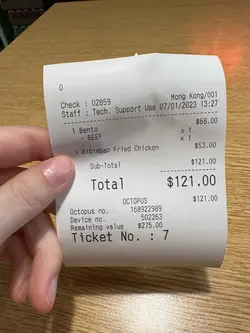 0
Mong Kong/001
Check : 02859
Staff : Tech. Support Use 07/01/2023 13:27
$68.00
1 Bento x 1
- BEEF x 1
1 Bibimbap Fried Chicken $53.00
Sub-Total $121.00
Total $121.00
OCTOPUS $121.00
Octopus no. 168922989
Device no. 502263
Remaining value $275.00
Ticket No. : 7